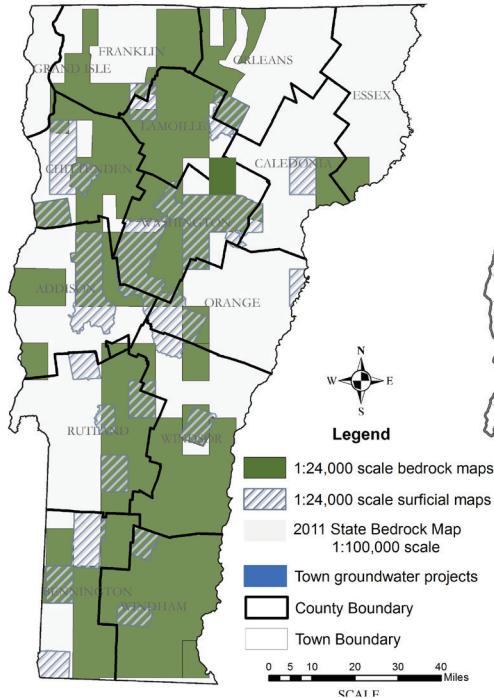 FRANKLIN
ORLEANS
GRAND ISLE
ESSEX
LAMOILLE
CHITTENDEN
CALEDONIA
WASHINGTON
ADDISON
ORANGE
RUTLAND
WINDSOR
BENNINGTON
WINDHAM
N
W E
S
Legend
1:24,000 scale bedrock maps
1:24,000 scale surficial maps
2011 State Bedrock Map
1:100,000 scale
Town groundwater projects
County Boundary
Town Boundary
0 5 10 20 30 40
Miles
SCALE